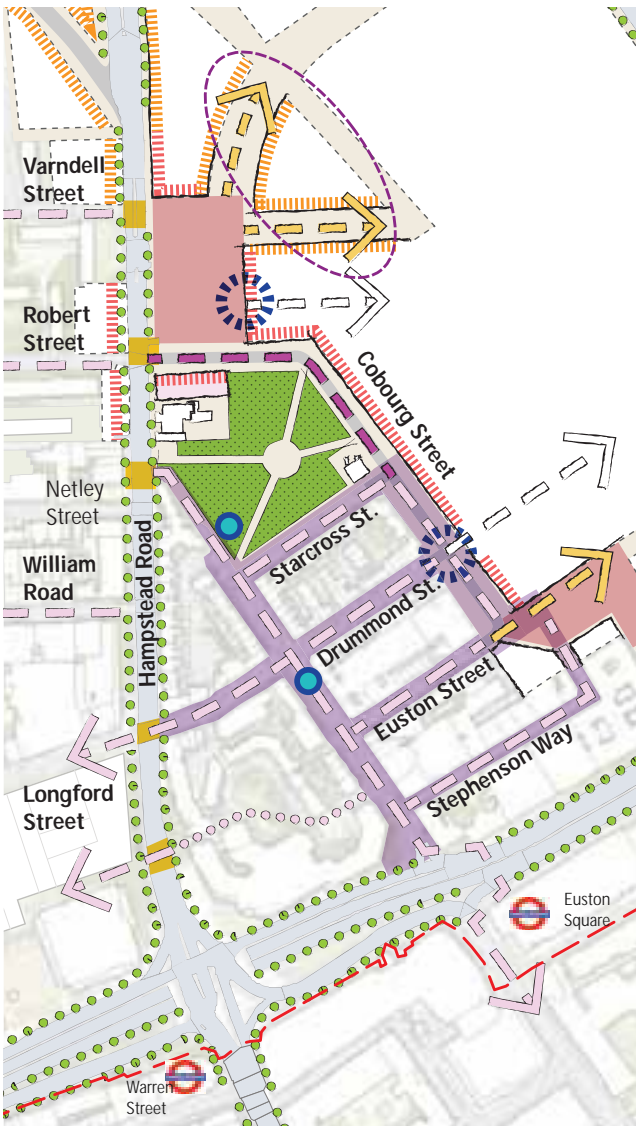 Varndell
Street
Robert
Street
Cobourg Street
Netley
Street
Starcross St.
William
Road
Hampstead Road
Drummond St.
Euston Street
Stephenson Way
Longford
Street
Euston
Square
Warren
Street